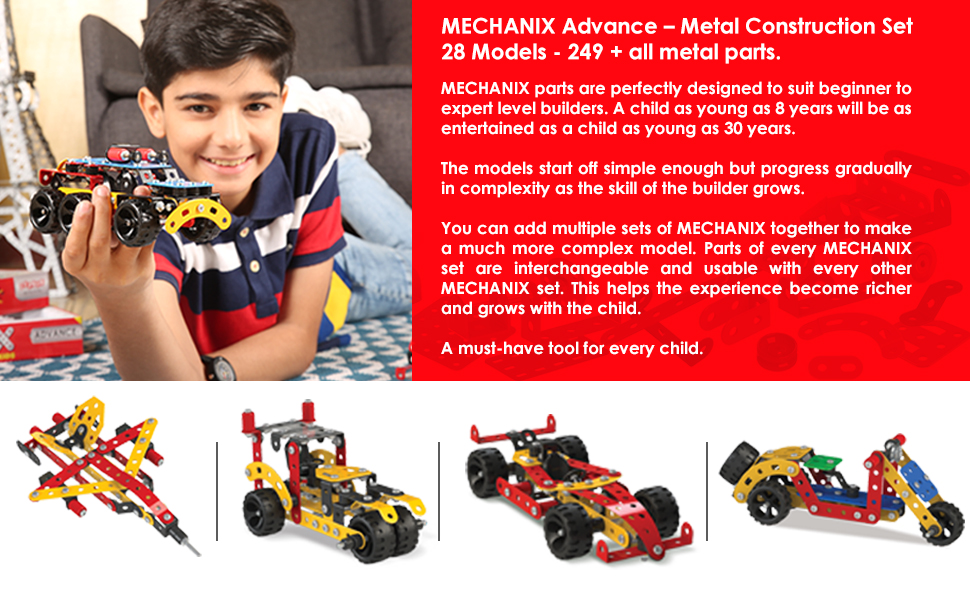 MECHANIX Advance – Metal Construction Set
28 Models - 249 + all metal parts.
MECHANIX parts are perfectly designed to suit beginner to
expert level builders. A child as young as 8 years will be as
entertained as a child as young as 30 years.
The models start off simple enough but progress gradually
in complexity as the skill of the builder grows.
You can add multiple sets of MECHANIX together to make
a much more complex model. Parts of every MECHANIX
set are interchangeable and usable with every other
MECHANIX set. This helps the experience become richer
and grows with the child.
A must-have tool for every child.
ADVANCE